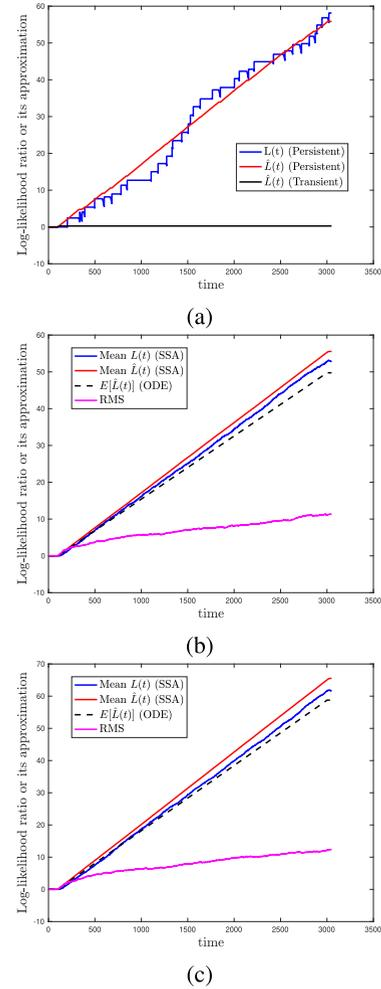 60
50
40
30
20
10
0
-10
Log-likelihood ratio or its approximation
L(t) (Persistent)
L̂(t) (Persistent)
L̂(t) (Transient)
0 500 1000 1500 2000 2500 3000 3500
time
(a)
60
50
40
30
20
10
0
-10
Log-likelihood ratio or its approximation
Mean L(t) (SSA)
Mean L̂(t) (SSA)
E[L̂(t)] (ODE)
RMS
0 500 1000 1500 2000 2500 3000 3500
time
(b)
70
60
50
40
30
20
10
0
-10
Log-likelihood ratio or its approximation
Mean L(t) (SSA)
Mean L̂(t) (SSA)
E[L̂(t)] (ODE)
RMS
0 500 1000 1500 2000 2500 3000 3500
time
(c)